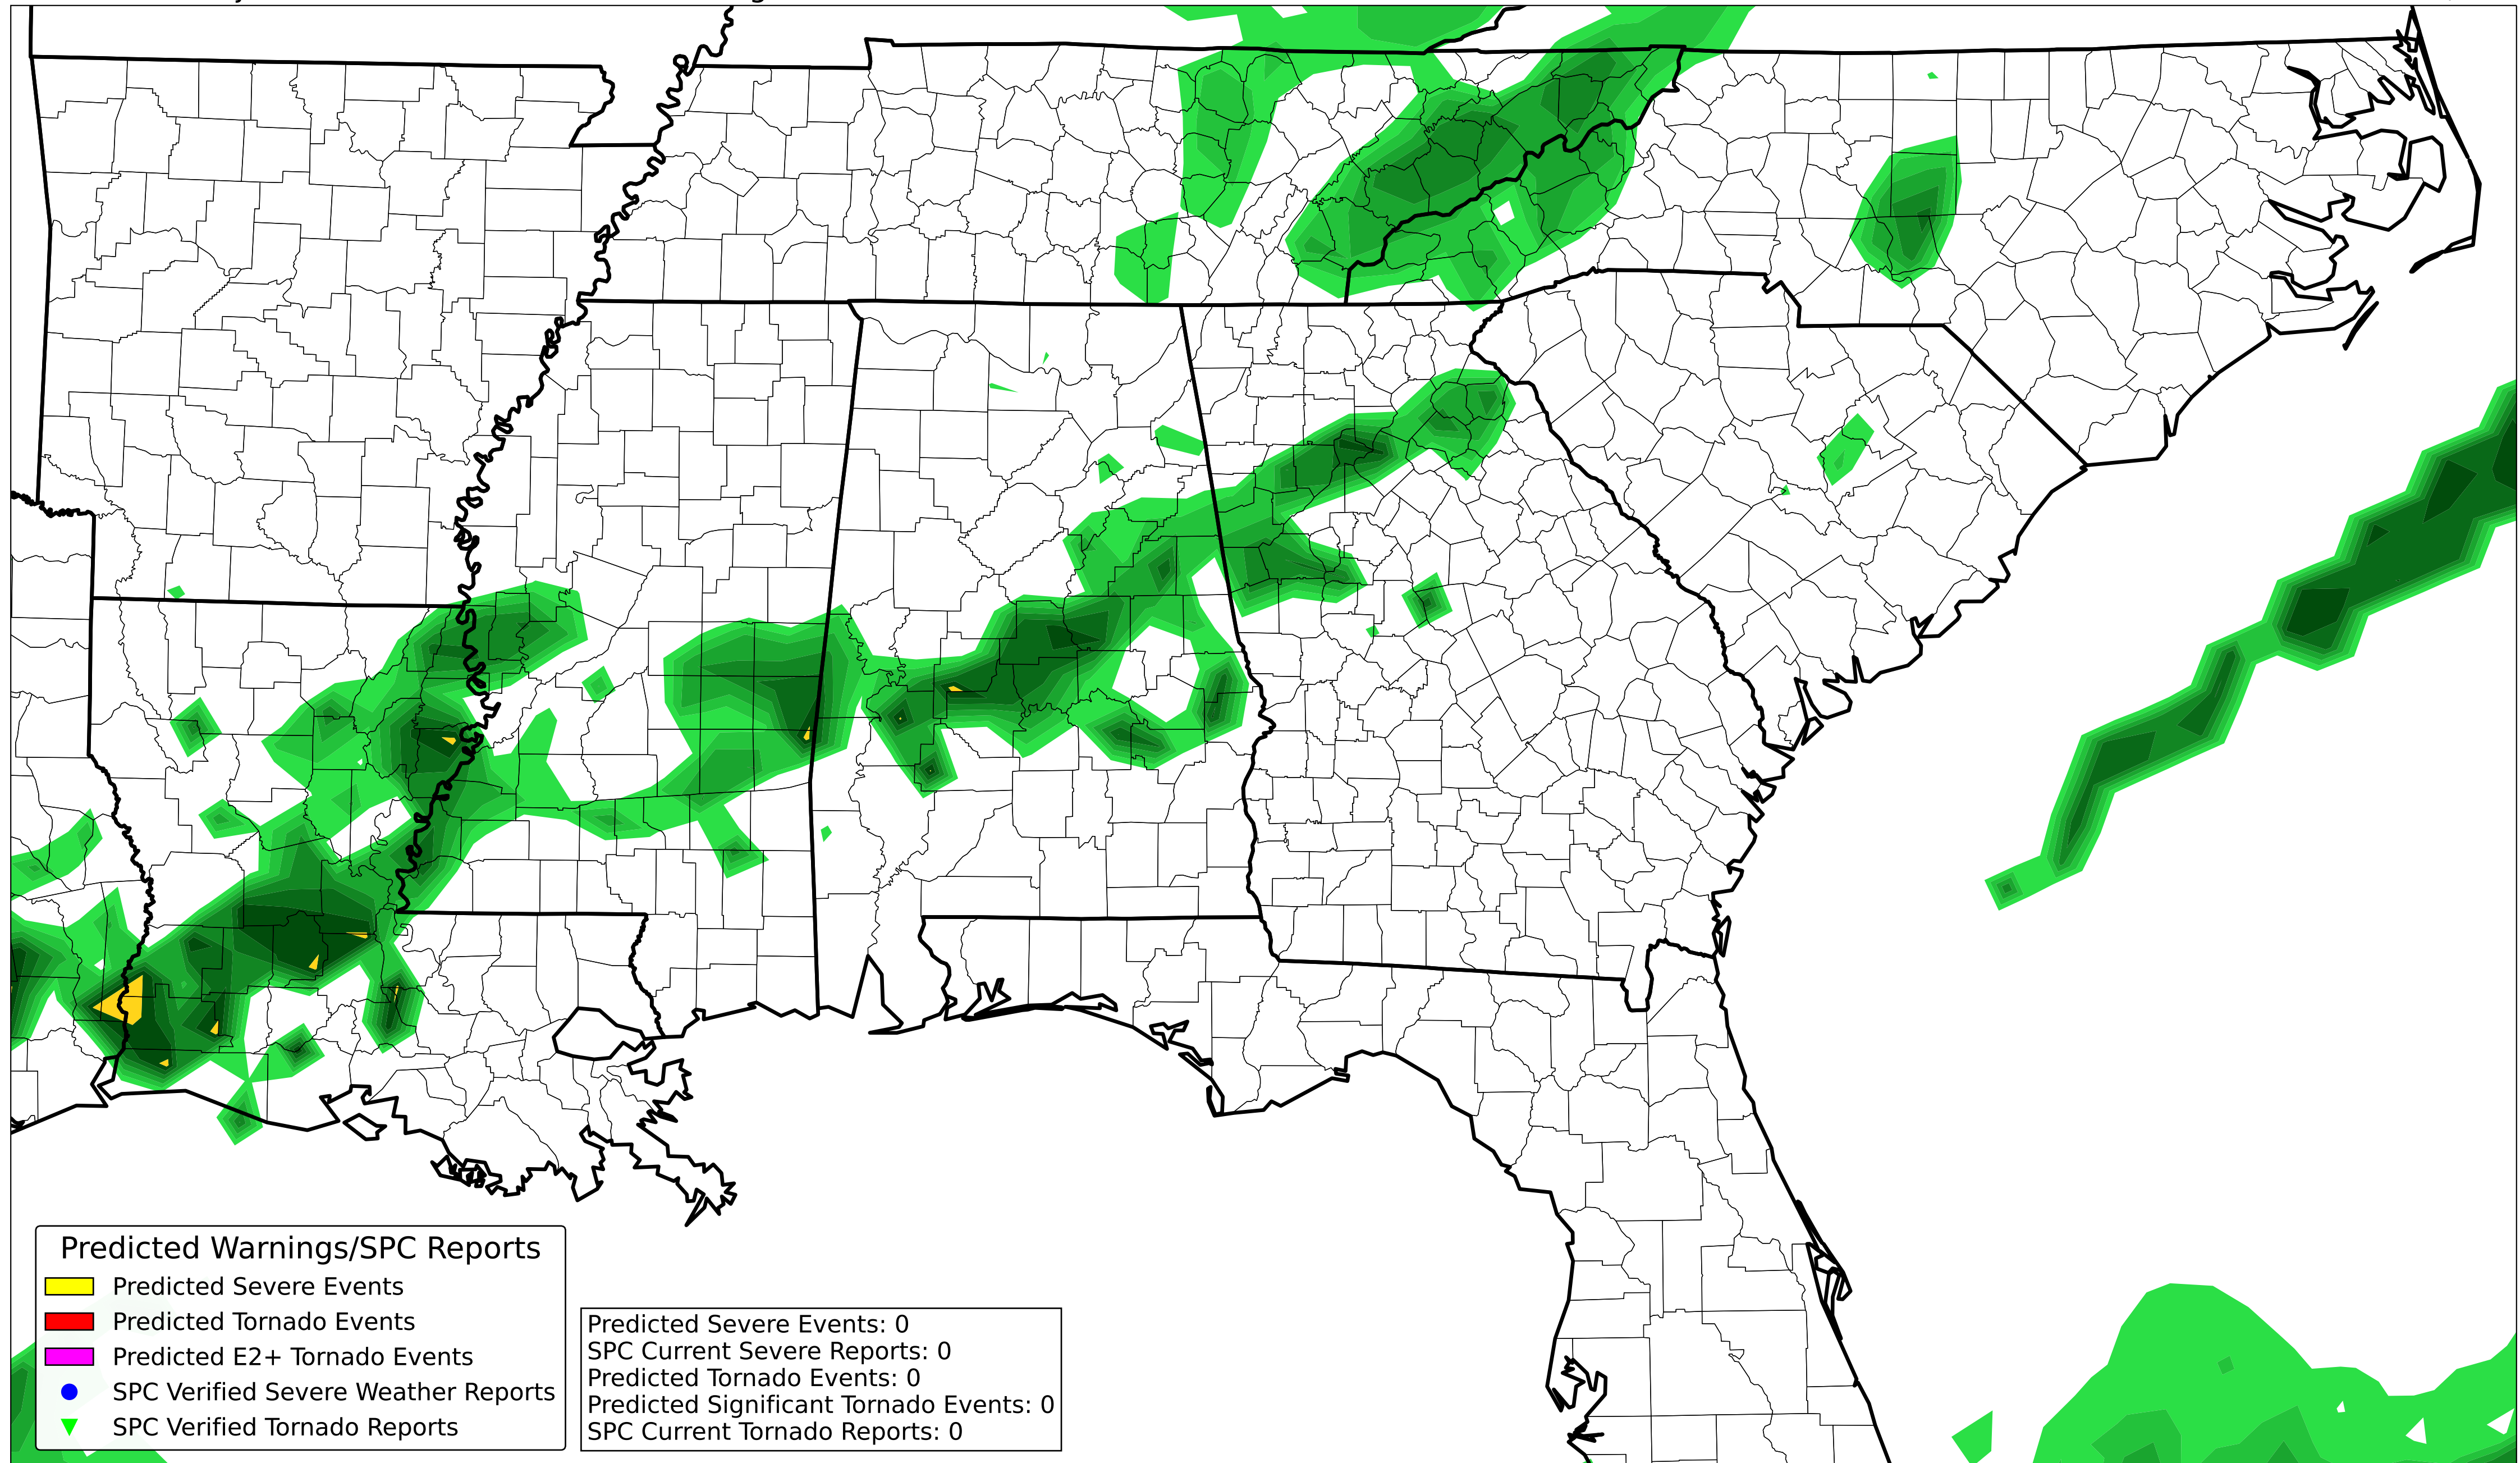 Predicted Warnings/SPC Reports
Predicted Severe Events
Predicted Tornado Events
Predicted E2+ Tornado Events
SPC Verified Severe Weather Reports
SPC Verified Tornado Reports
Predicted Severe Events: 0
SPC Current Severe Reports: 0
Predicted Tornado Events: 0
Predicted Significant Tornado Events: 0
SPC Current Tornado Reports: 0